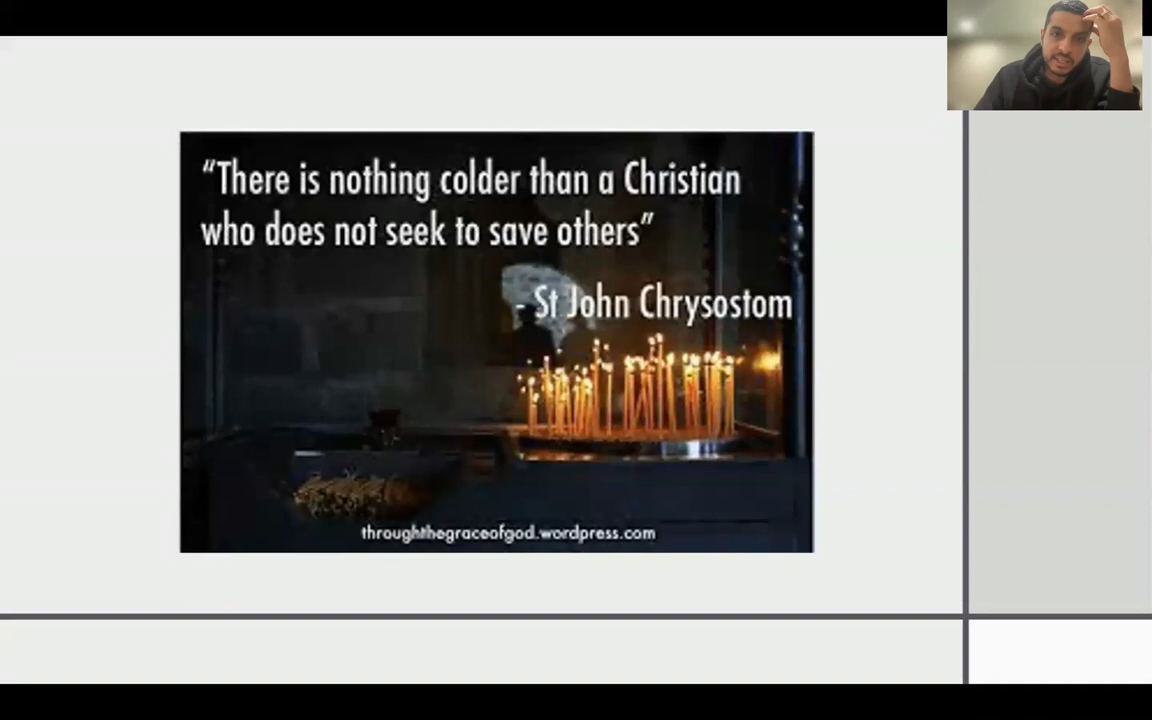 “There is nothing colder than a Christian
who does not seek to save others”
- St John Chrysostom
throughthegraceofgod.wordpress.com